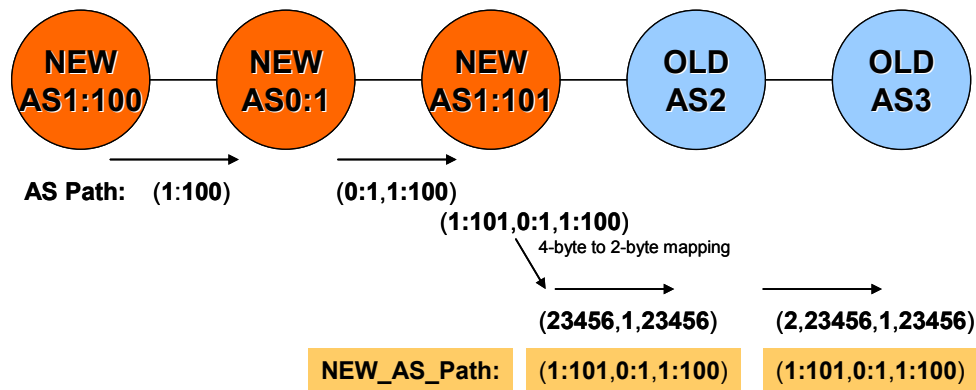 NEW
AS1:100
NEW
AS0:1
NEW
AS1:101
OLD
AS2
OLD
AS3
AS Path:
(1:100)
(0:1,1:100)
(1:101,0:1,1:100)
4-byte to 2-byte mapping
(23456,1,23456)
(2,23456,1,23456)
NEW_AS_Path:
(1:101,0:1,1:100)
(1:101,0:1,1:100)